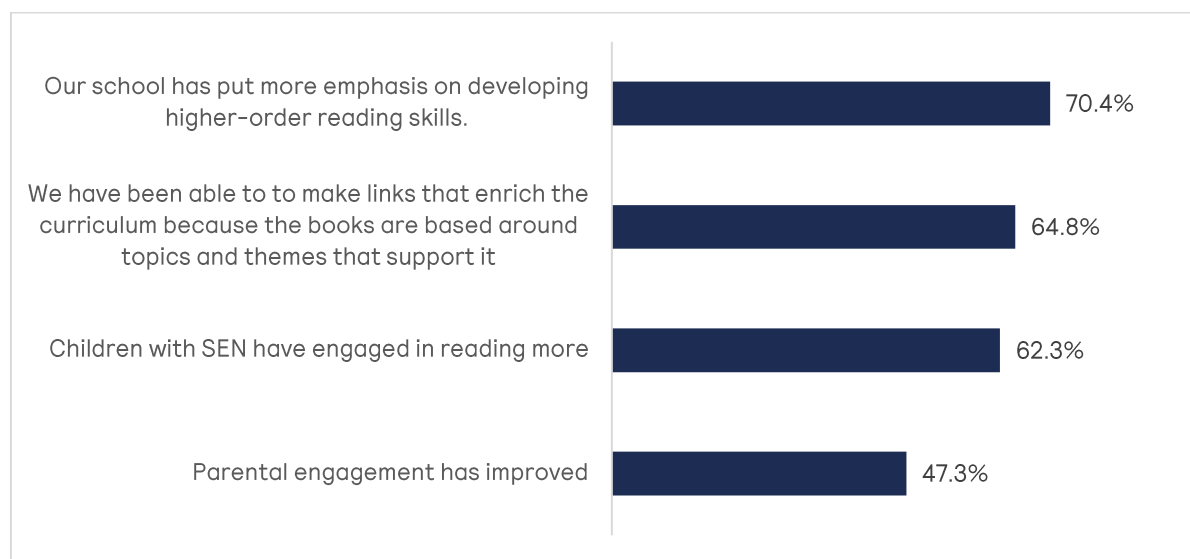 Our school has put more emphasis on developing
higher-order reading skills.
70.4%
We have been able to to make links that enrich the
curriculum because the books are based around
topics and themes that support it
64.8%
Children with SEN have engaged in reading more
62.3%
Parental engagement has improved
47.3%